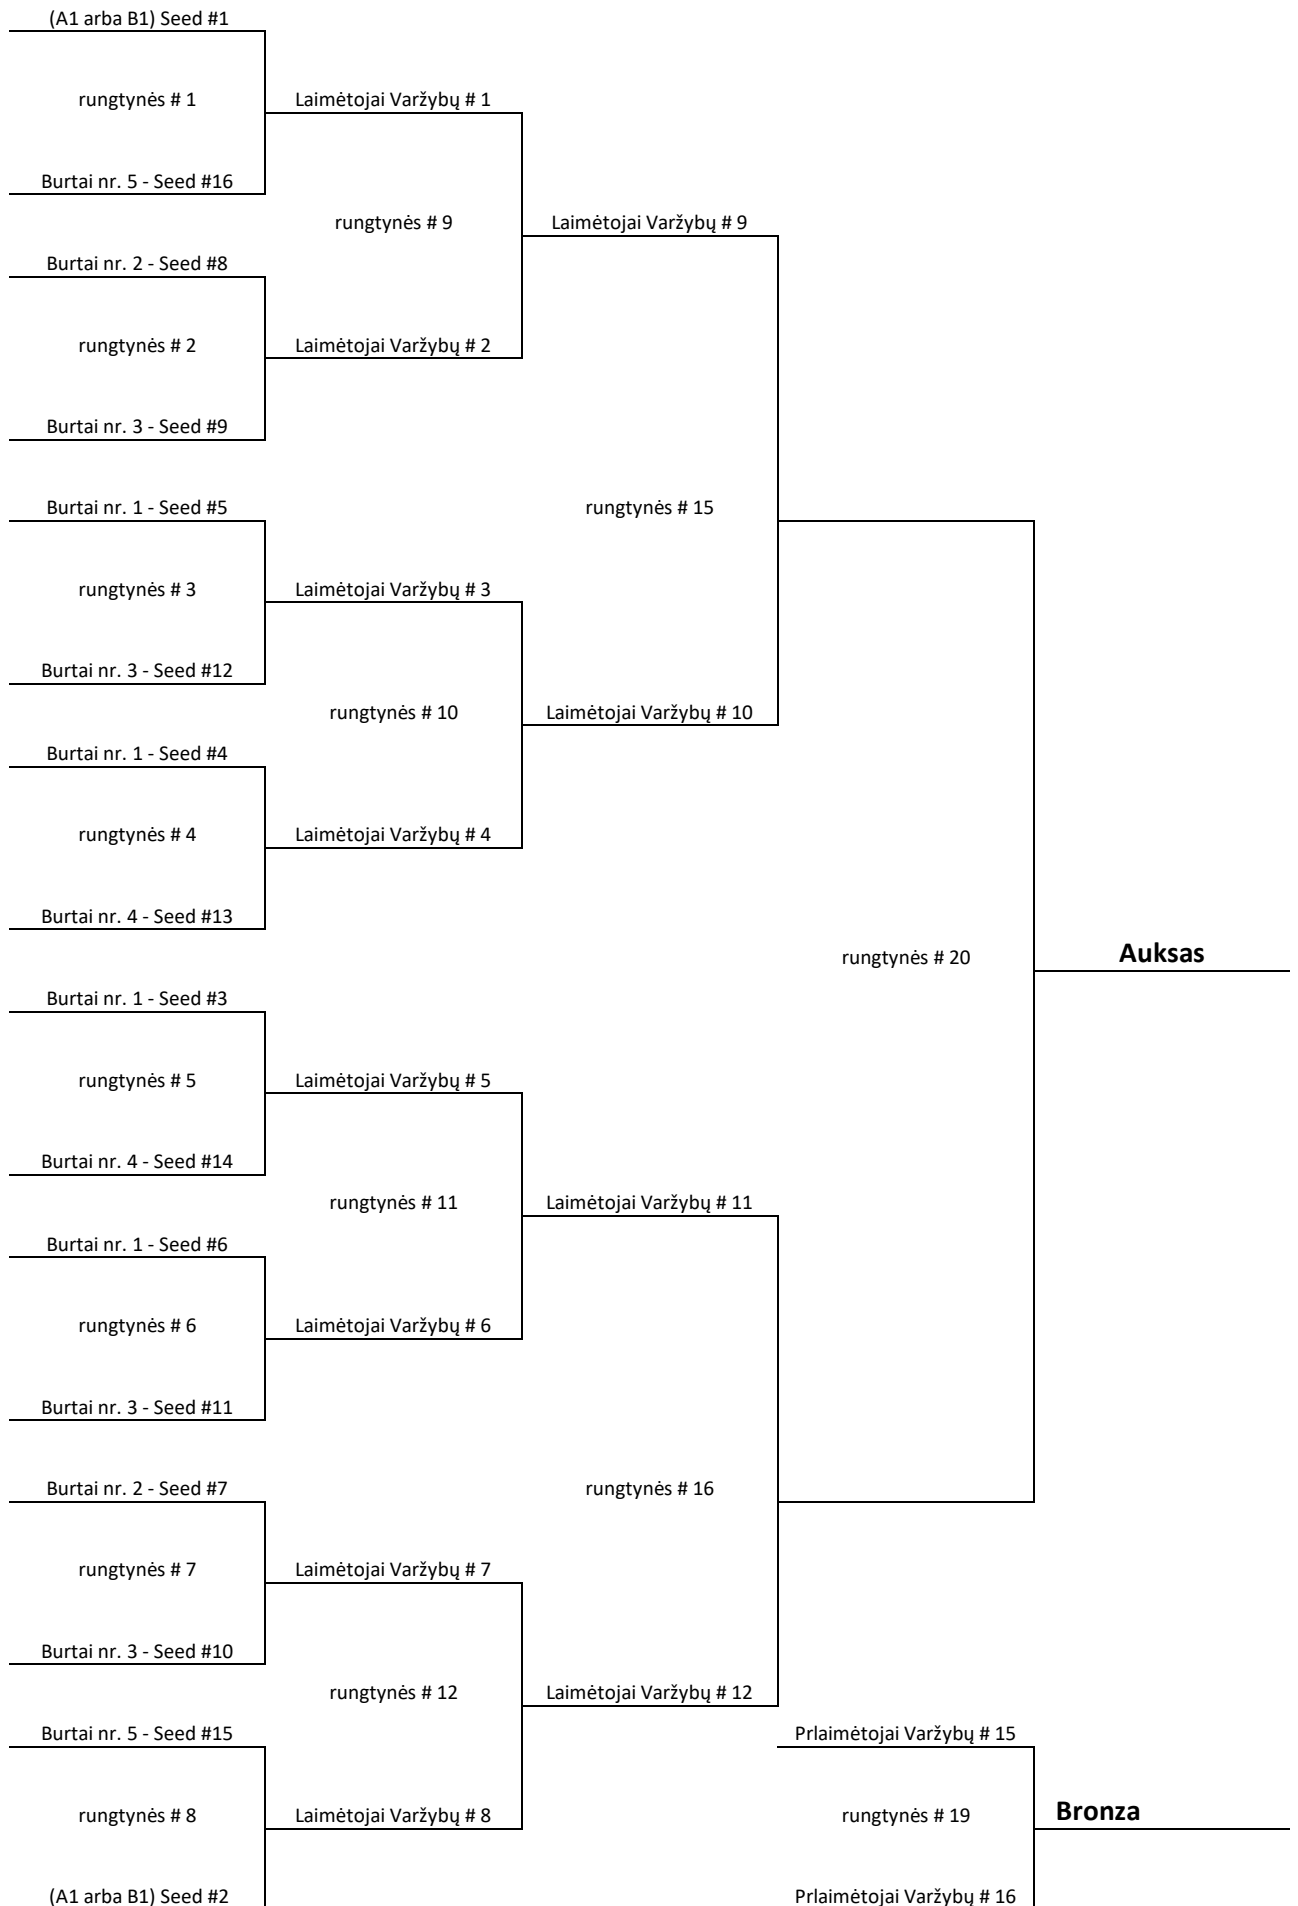 (A1 arba B1) Seed #1
rungtynės # 1
Laimėtojai Varžybų # 1
Burtai nr. 5 - Seed #16
rungtynės # 9
Laimėtojai Varžybų # 9
Burtai nr. 2 - Seed #8
rungtynės # 2
Laimėtojai Varžybų # 2
Burtai nr. 3 - Seed #9
Burtai nr. 1 - Seed #5
rungtynės # 15
rungtynės # 3
Laimėtojai Varžybų # 3
Burtai nr. 3 - Seed #12
rungtynės # 10
Laimėtojai Varžybų # 10
Burtai nr. 1 - Seed #4
rungtynės # 4
Laimėtojai Varžybų # 4
Burtai nr. 4 - Seed #13
rungtynės # 20
Auksas
Burtai nr. 1 - Seed #3
rungtynės # 5
Laimėtojai Varžybų # 5
Burtai nr. 4 - Seed #14
rungtynės # 11
Laimėtojai Varžybų # 11
Burtai nr. 1 - Seed #6
rungtynės # 6
Laimėtojai Varžybų # 6
Burtai nr. 3 - Seed #11
Burtai nr. 2 - Seed #7
rungtynės # 16
rungtynės # 7
Laimėtojai Varžybų # 7
Burtai nr. 3 - Seed #10
rungtynės # 12
Laimėtojai Varžybų # 12
Burtai nr. 5 - Seed #15
Prlaimėtojai Varžybų # 15
rungtynės # 8
Laimėtojai Varžybų # 8
rungtynės # 19
Bronza
(A1 arba B1) Seed #2
Prlaimėtojai Varžybų # 16